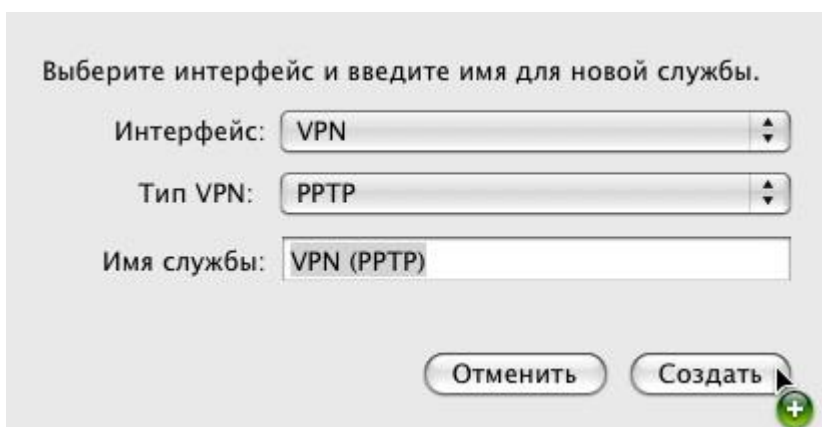 Выберите интерфейс и введите имя для новой службы.
Интерфейс: VPN
Тип VPN: PPTP
Имя службы: VPN (PPTP)
Отменить Создать